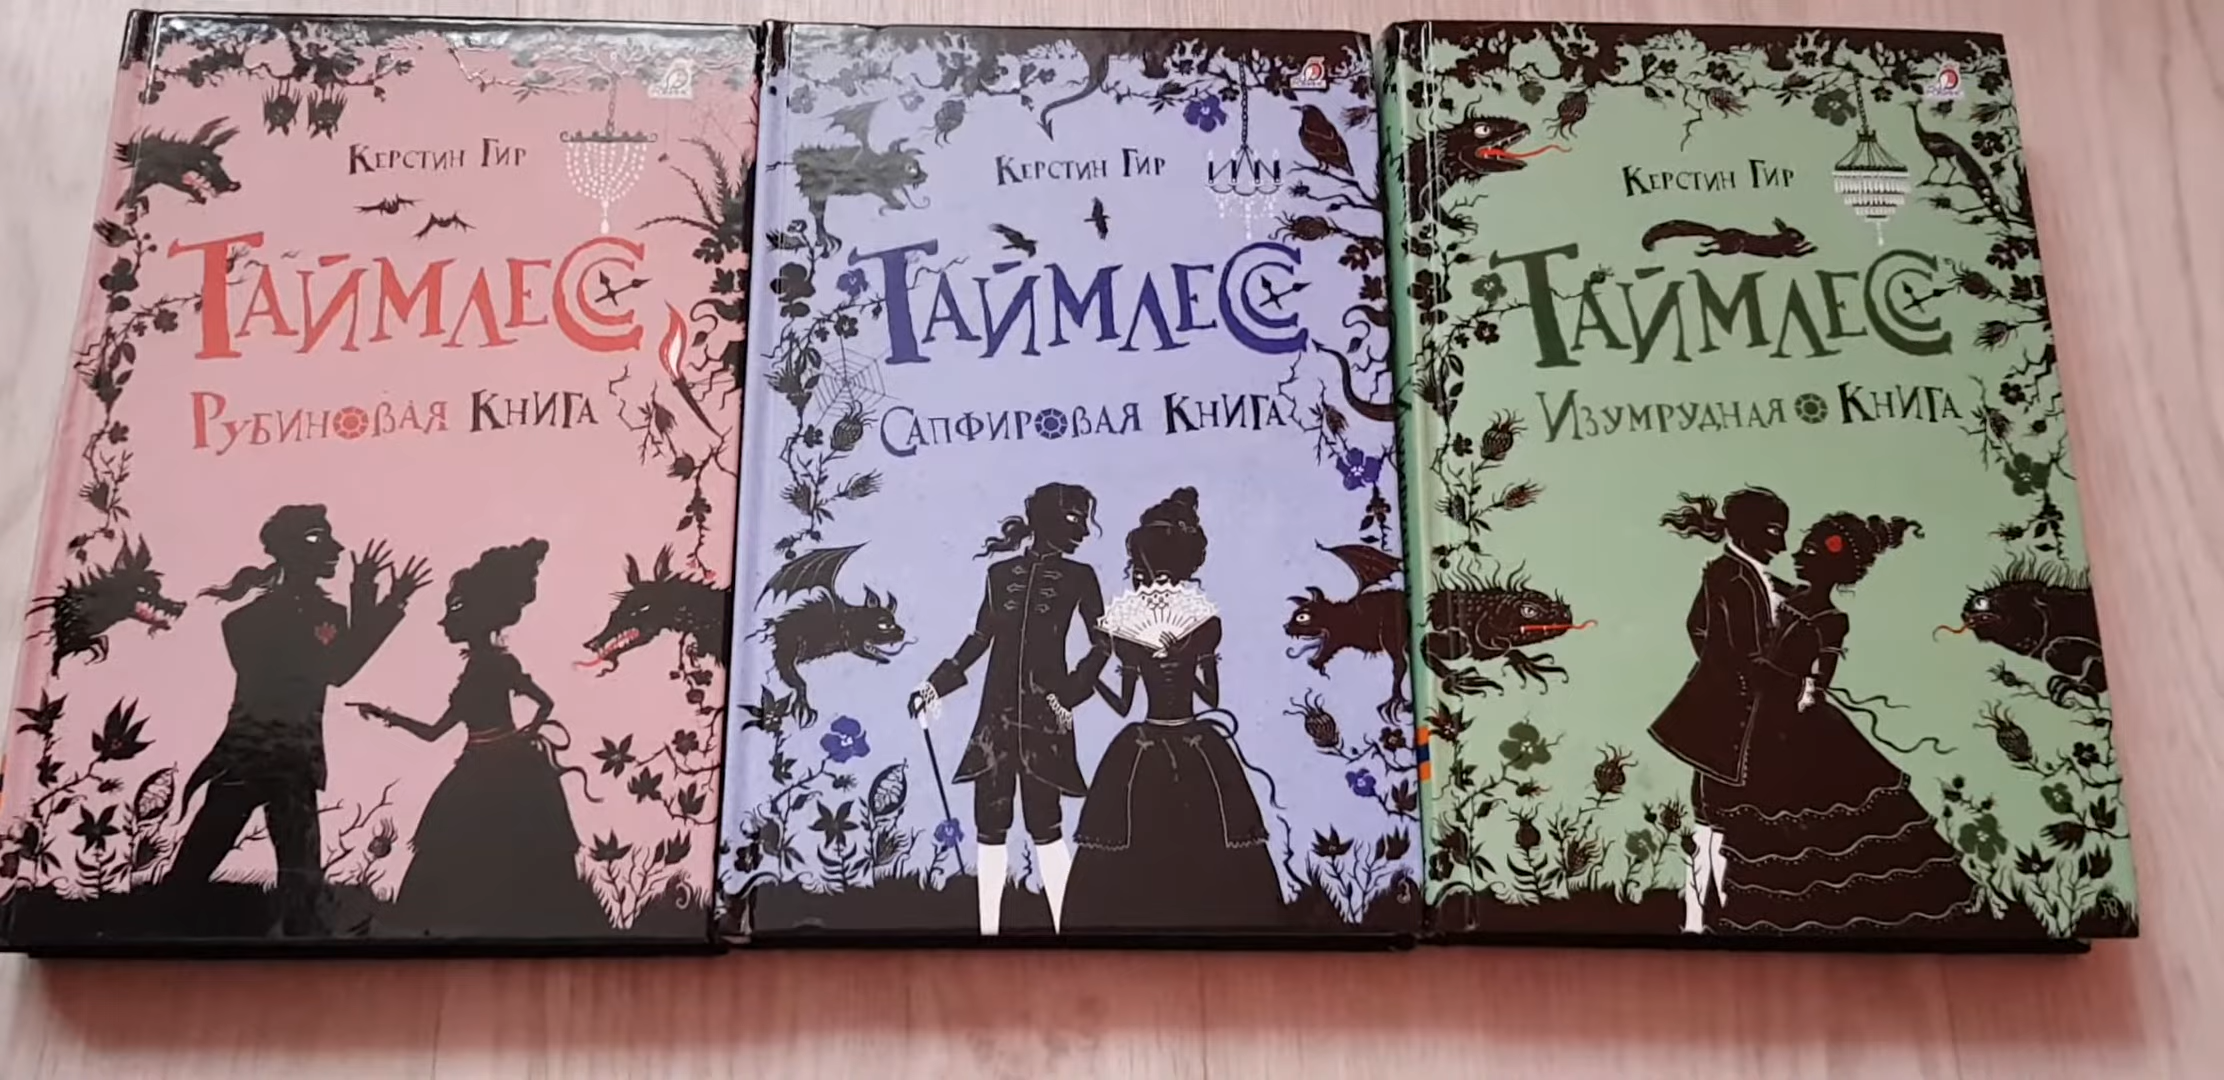 Керстин Гир
Таймлесс
Рубиновая книга
Керстин Гир
Таймлесс
Сапфировая книга
Керстин Гир
Таймлесс
Изумрудная книга